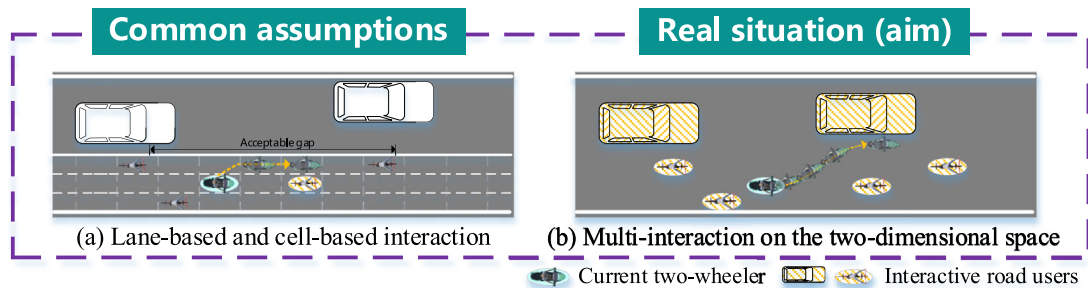 Common assumptions
Real situation (aim)
Acceptable gap
(a) Lane-based and cell-based interaction
(b) Multi-interaction on the two-dimensional space
Current two-wheeler
Interactive road users